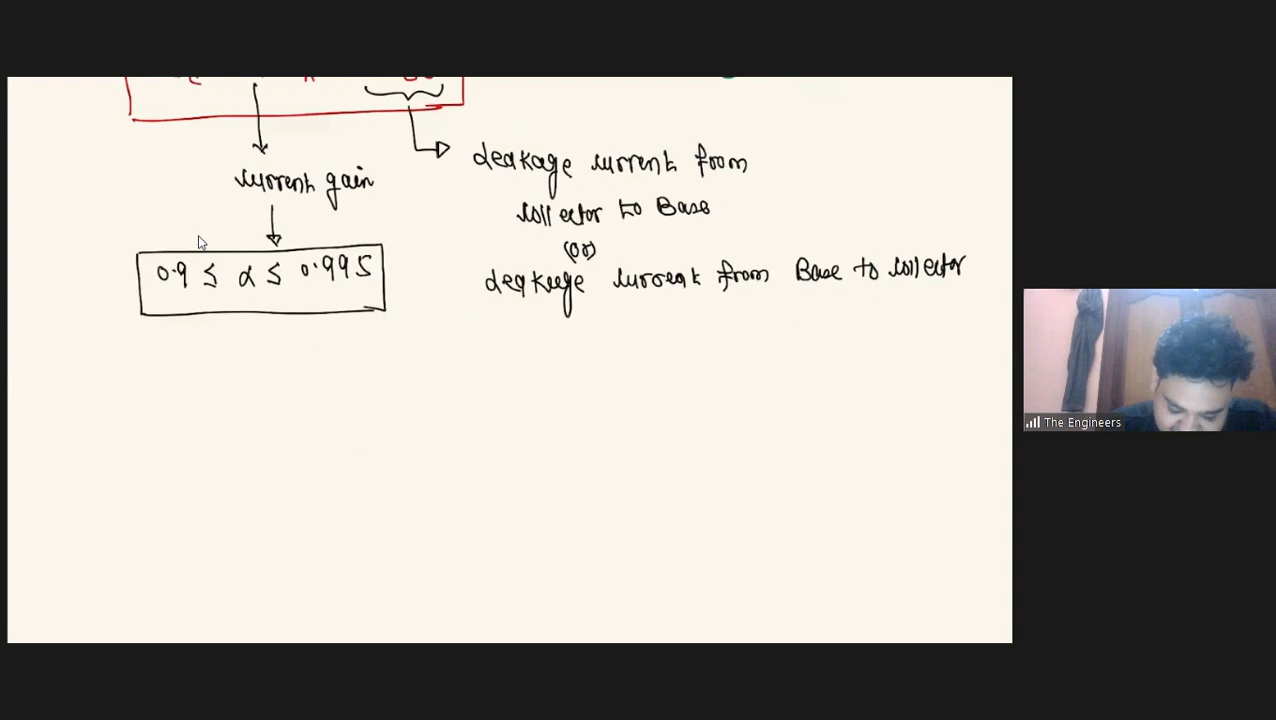 Leakage current from
current gain
collector to Base
(or)
0.9 ≤ α ≤ 0.995
Leakege current from Base to collector
The Engineers